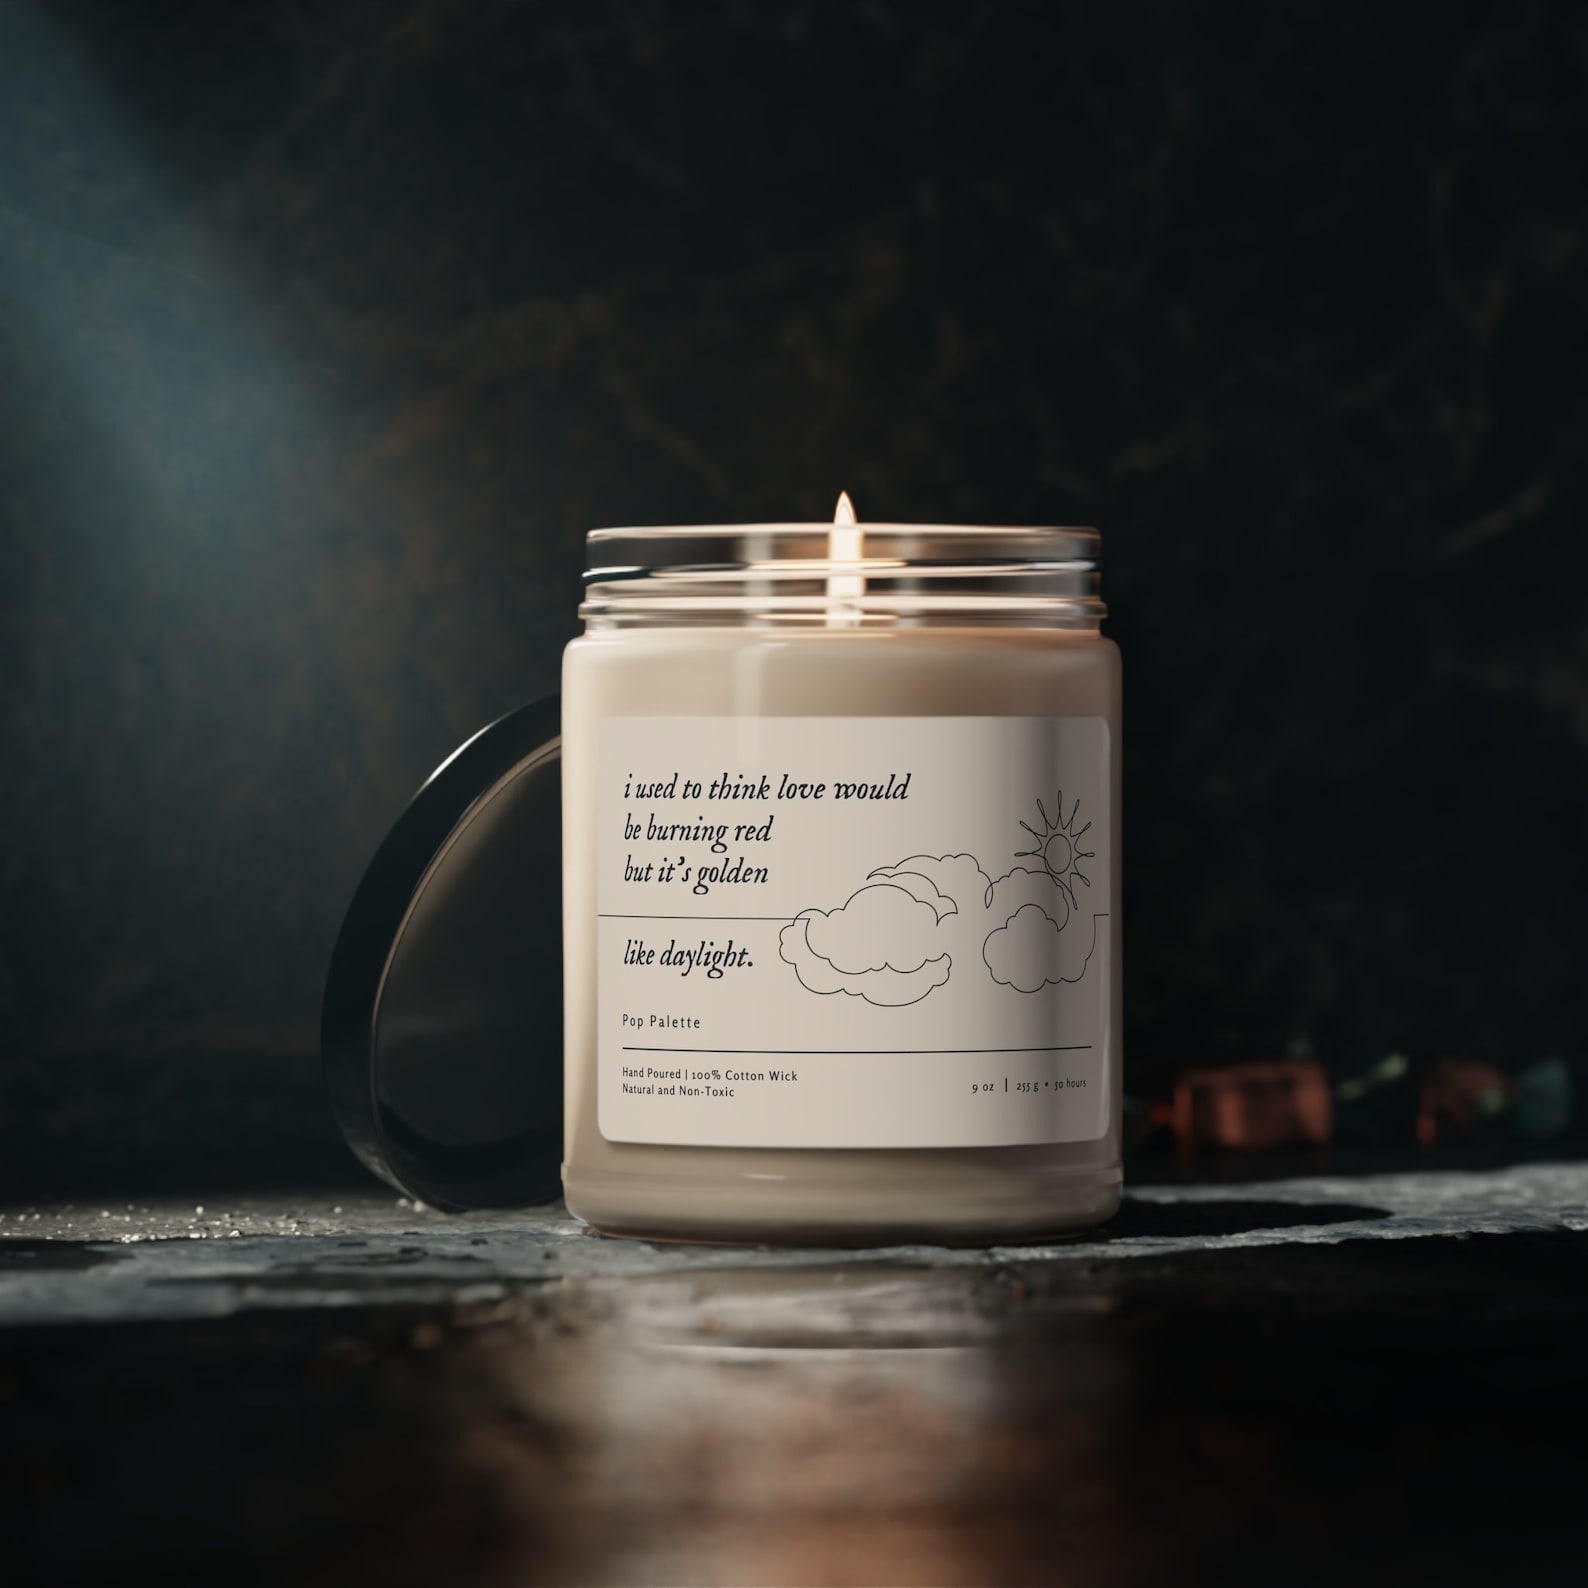 i used to think love would
be burning red
but it's golden
like daylight.
Pop Palette
Hand Poured | 100% Cotton Wick
Natural and Non-Toxic
9 oz | 255 g • 50 hours